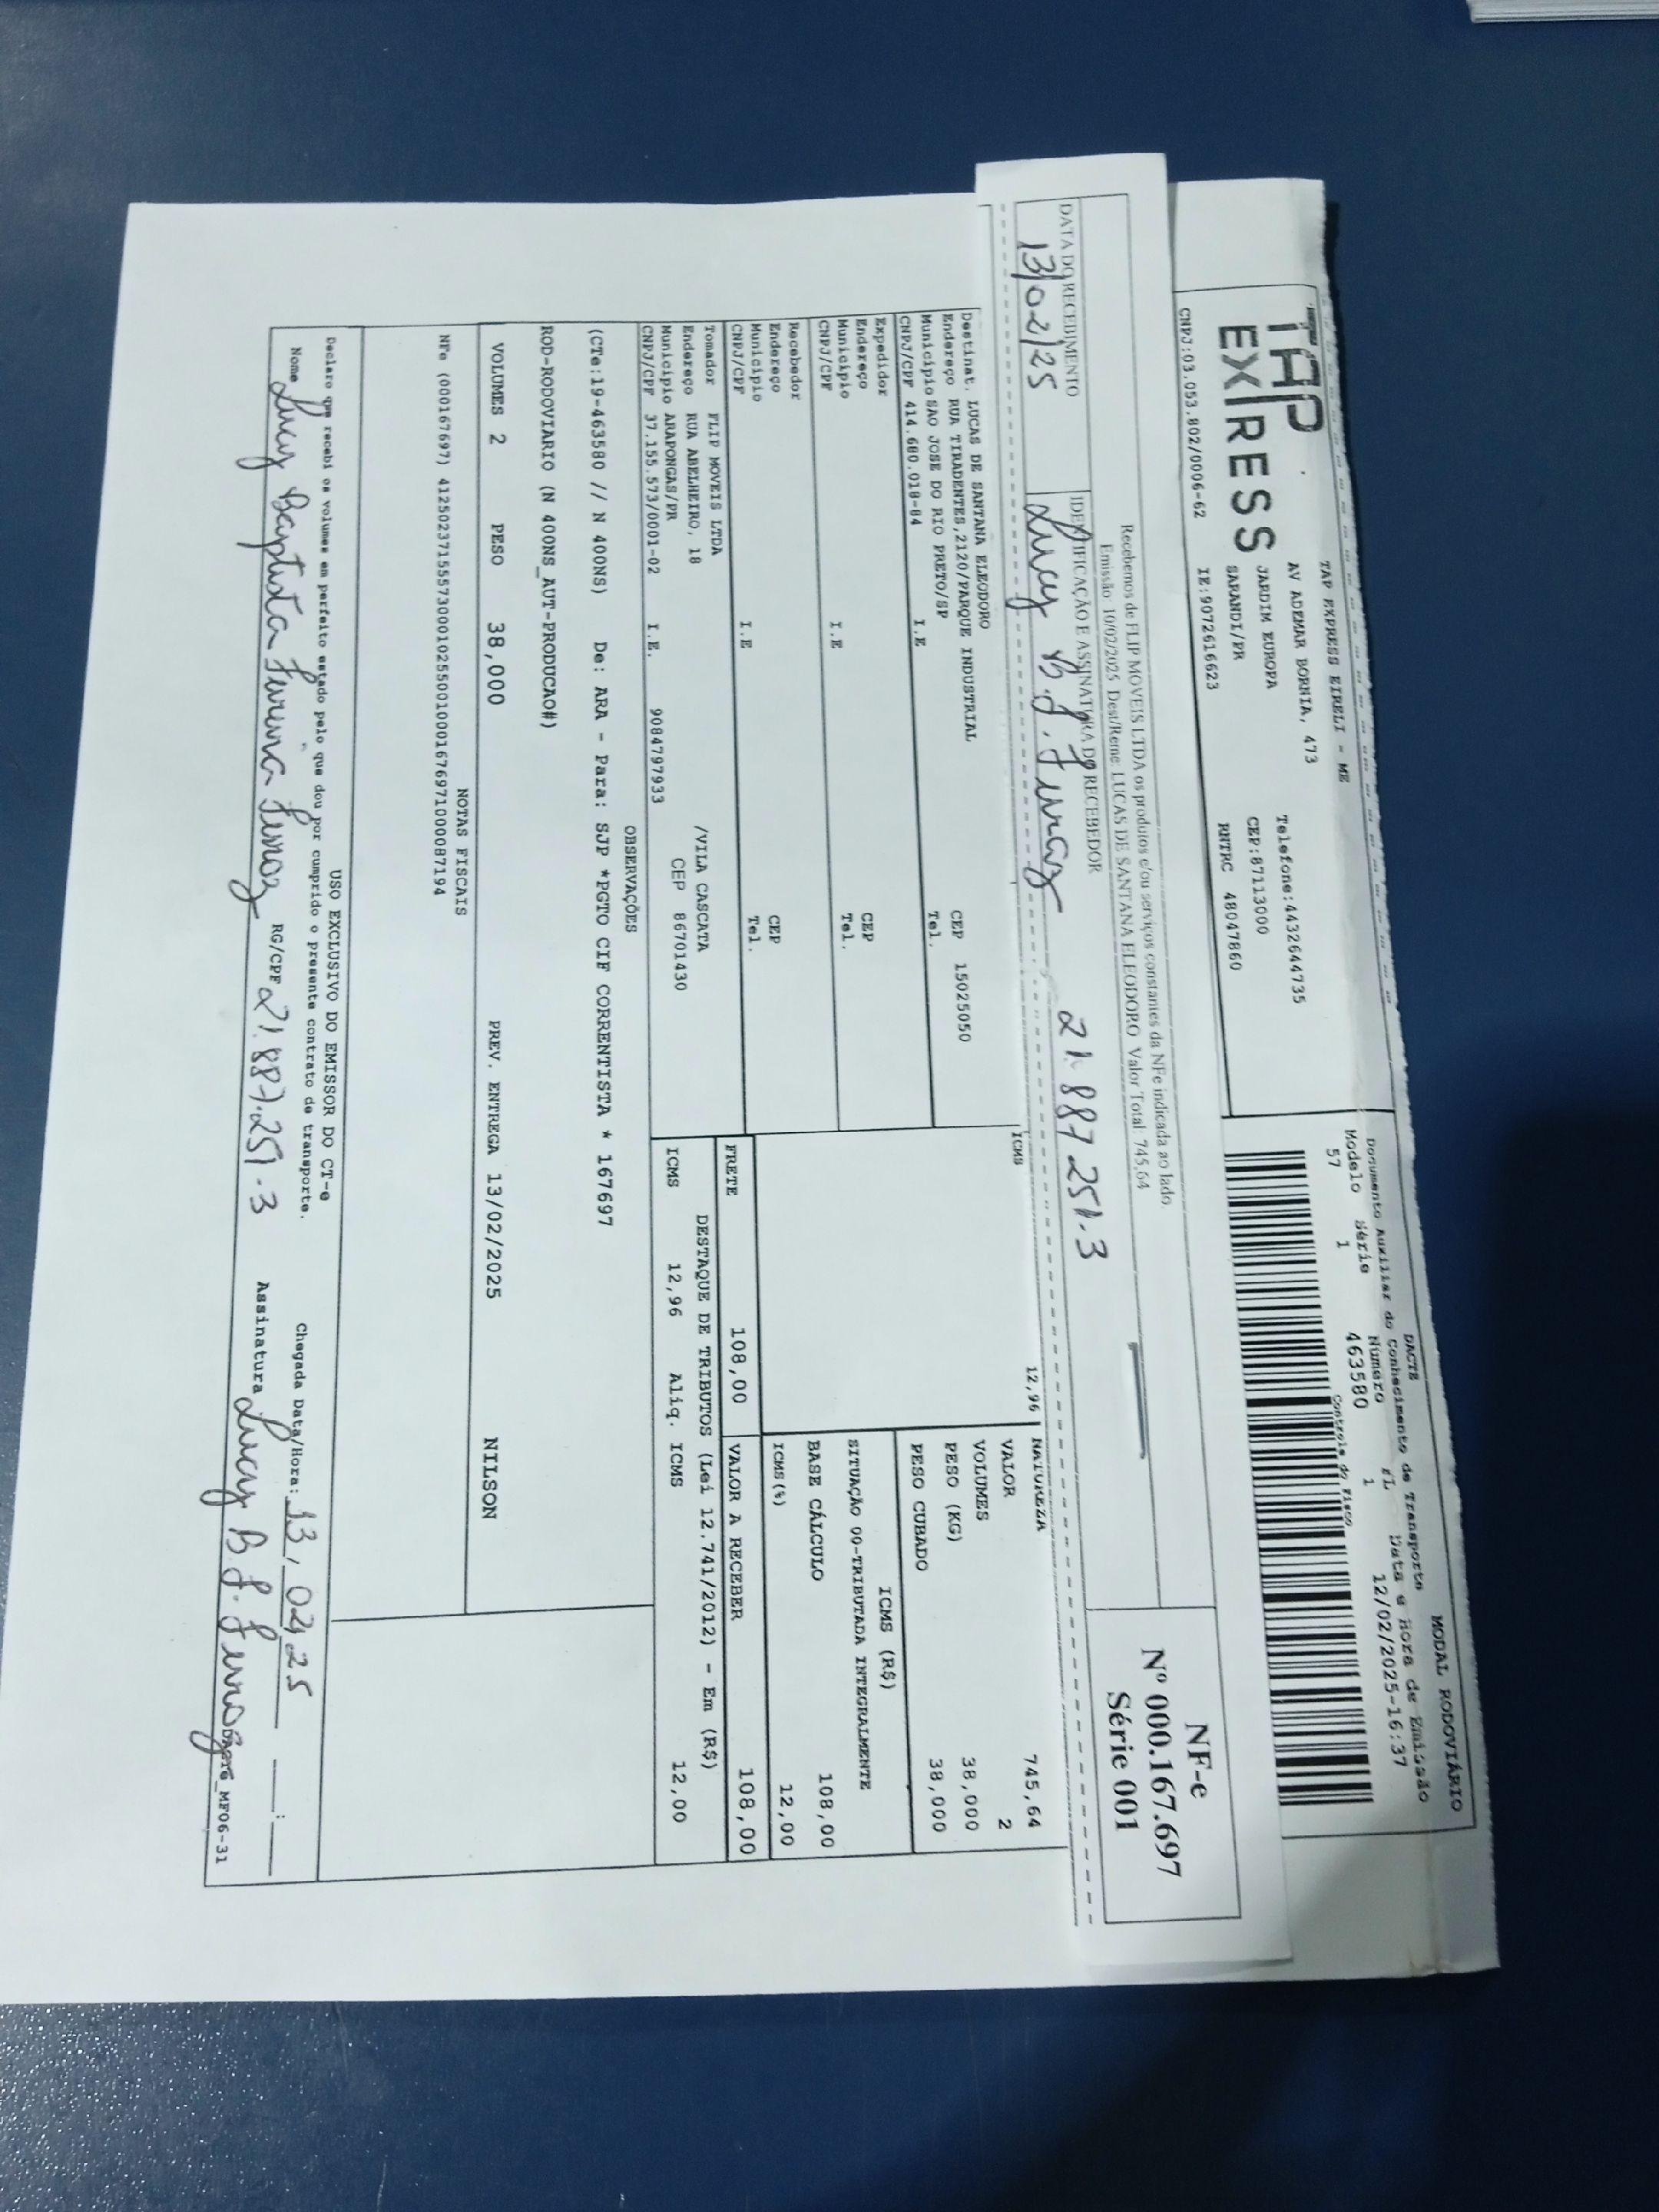 TAP EXPRESS EIRELI - ME
TAP EXPRESS
AV ADEMAR BORNIA, 473 Telefone:4432644735
JARDIM EUROPA CEP:87113000
SARANDI/PR RNTRC 48047860
CNPJ:03.053.802/0006-62 IE:9072616623
MODAL RODOVIÁRIO
DACTE
Documento Auxiliar do Conhecimento de Transporte
Modelo Série Número FL Data e Hora de Emissão
57 1 463580 1 12/02/2025-16:37
Controle do Fisco
Recebemos de FLIP MOVEIS LTDA os produtos e/ou serviços constantes da NFe indicada ao lado.
Emissão: 10/02/2025 Dest/Reme: LUCAS DE SANTANA ELEODORO Valor Total: 745,64
DATA DO RECEBIMENTO IDENTIFICAÇÃO E ASSINATURA DO RECEBEDOR
13/02/25 Lucy B. F. Ferraz 21.887.251.3
NF-e
Nº 000.167.697
Série 001
ICMS 12,96
Destinat. LUCAS DE SANTANA ELEODORO
Endereço RUA TIRADENTES,2120/PARQUE INDUSTRIAL CEP 15025050
Município SAO JOSE DO RIO PRETO/SP Tel.
CNPJ/CPF 414.680.018-84 I.E
Expedidor
Endereço CEP
Município Tel.
CNPJ/CPF I.E
Recebedor
Endereço CEP
Município Tel.
CNPJ/CPF I.E
Tomador FLIP MOVEIS LTDA
Endereço RUA ABELHEIRO, 18 /VILA CASCATA
Município ARAPONGAS/PR CEP 86701430
CNPJ/CPF 37.155.573/0001-02 I.E. 9084797933
NATUREZA
VALOR 745,64
VOLUMES 2
PESO (KG) 38,000
PESO CUBADO 38,000
ICMS (R$)
SITUAÇÃO 00-TRIBUTADA INTEGRALMENTE
BASE CÁLCULO 108,00
ICMS(%) 12,00
FRETE 108,00 VALOR A RECEBER 108,00
DESTAQUE DE TRIBUTOS (Lei 12.741/2012) - Em (R$)
ICMS 12,96 Aliq. ICMS 12,00
OBSERVAÇÕES
(CTe:19-463580 // N 400NS) De: ARA - Para: SJP *PGTO CIF CORRENTISTA * 167697
ROD-RODOVIARIO (N 400NS_AUT-PRODUCAO#)
VOLUMES 2 PESO 38,000 PREV. ENTREGA 13/02/2025 NILSON
NOTAS FISCAIS
NFe (000167697) 41250237155573000102550010001676971000087194
USO EXCLUSIVO DO EMISSOR DO CT-e
Declaro que recebi os volumes em perfeito estado pelo que dou por cumprido o presente contrato de transporte.
Chegada Data/Hora: 13/02/25 :
Nome Lucy Baptista Ferreira Ferraz RG/CPF 21.887.251.3 Assinatura Lucy B. F. Ferraz
DACTE_MF06-31